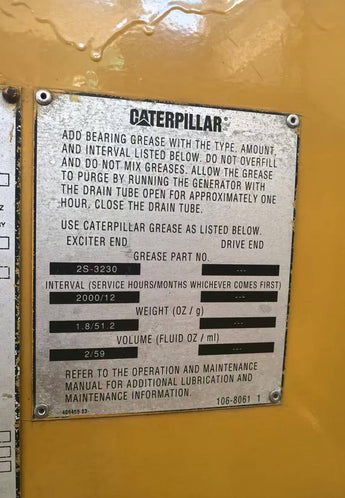 CATERPILLAR
ADD BEARING GREASE WITH THE TYPE, AMOUNT,
AND INTERVAL LISTED BELOW. DO NOT OVERFILL
AND DO NOT MIX GREASES. ALLOW THE GREASE
TO PURGE BY RUNNING THE GENERATOR WITH
THE DRAIN TUBE OPEN FOR APPROXIMATELY ONE
HOUR. CLOSE THE DRAIN TUBE.
USE CATERPILLAR GREASE AS LISTED BELOW.
EXCITER END DRIVE END
GREASE PART NO.
2S-3230 ---
INTERVAL (SERVICE HOURS/MONTHS WHICHEVER COMES FIRST)
2000/12 ---
WEIGHT (OZ / g)
1.8/51.2 ---
VOLUME (FLUID OZ / ml)
2/59 ---
REFER TO THE OPERATION AND MAINTENANCE
MANUAL FOR ADDITIONAL LUBRICATION AND
MAINTENANCE INFORMATION.
106-8061 1